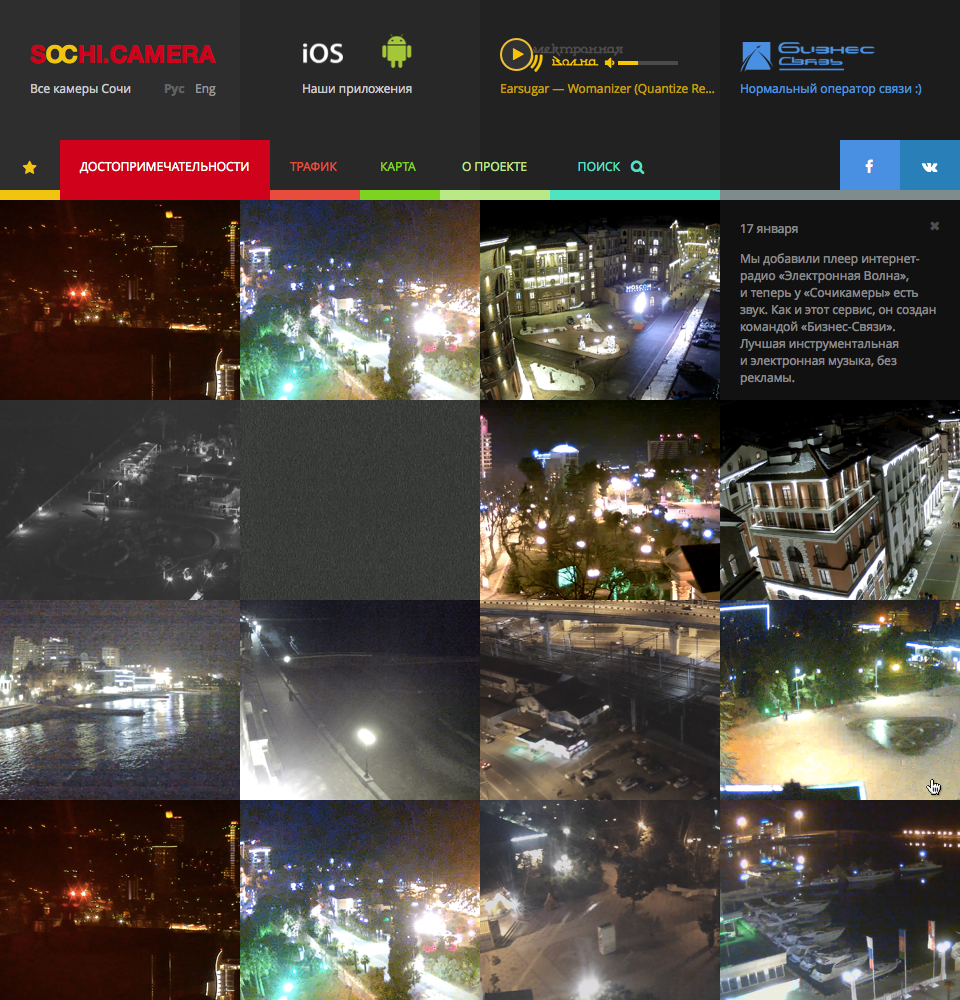 SOCHI.CAMERA
Все камеры Сочи
Рус Eng
iOS
Наши приложения
электронная
волна
Earsugar — Womanizer (Quantize Re...
Бизнес
Связь
Нормальный оператор связи :)
ДОСТОПРИМЕЧАТЕЛЬНОСТИ
ТРАФИК
КАРТА
О ПРОЕКТЕ
ПОИСК
17 января
Мы добавили плеер интернет-
радио «Электронная Волна»,
и теперь у «Сочикамеры» есть
звук. Как и этот сервис, он создан
командой «Бизнес-Связи».
Лучшая инструментальная
и электронная музыка, без
рекламы.